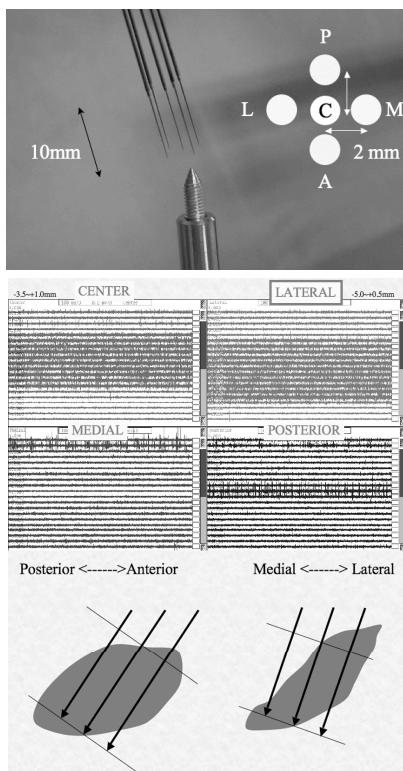 P
L C M
10mm
2 mm
A
-3.5~+1.0mm CENTER LATERAL -5.0~+0.5mm
MEDIAL POSTERIOR
Posterior <------>Anterior Medial <------> Lateral